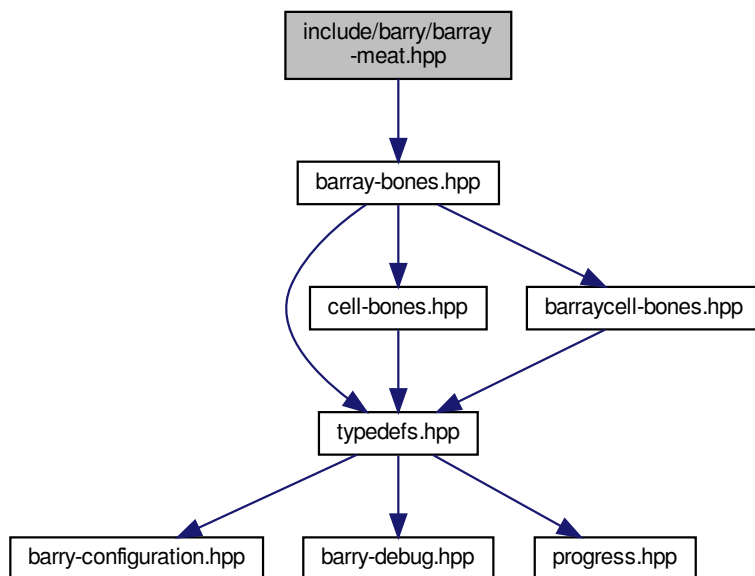 include/barry/barray
-meat.hpp
barray-bones.hpp
cell-bones.hpp
barraycell-bones.hpp
typedefs.hpp
barry-configuration.hpp
barry-debug.hpp
progress.hpp